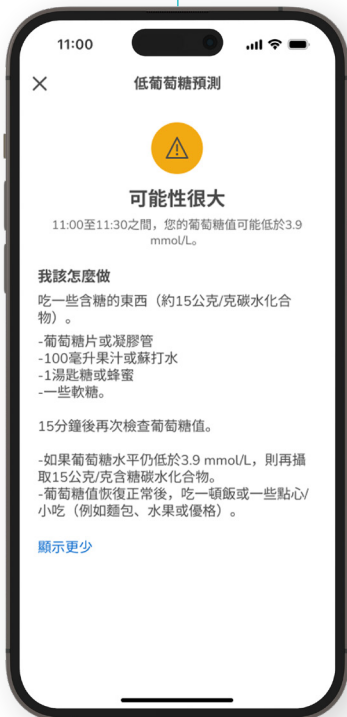 11:00
低葡萄糖預測
可能性很大
11:00至11:30之間，您的葡萄糖值可能低於3.9
mmol/L。
我該怎麼做
吃一些含糖的東西（約15公克/克碳水化合
物）。
-葡萄糖片或凝膠管
-100毫升果汁或蘇打水
-1湯匙糖或蜂蜜
-一些軟糖。
15分鐘後再次檢查葡萄糖值。
-如果葡萄糖水平仍低於3.9 mmol/L，則再攝
取15公克/克含糖碳水化合物。
-葡萄糖值恢復正常後，吃一頓飯或一些點心/
小吃（例如麵包、水果或優格）。
顯示更少